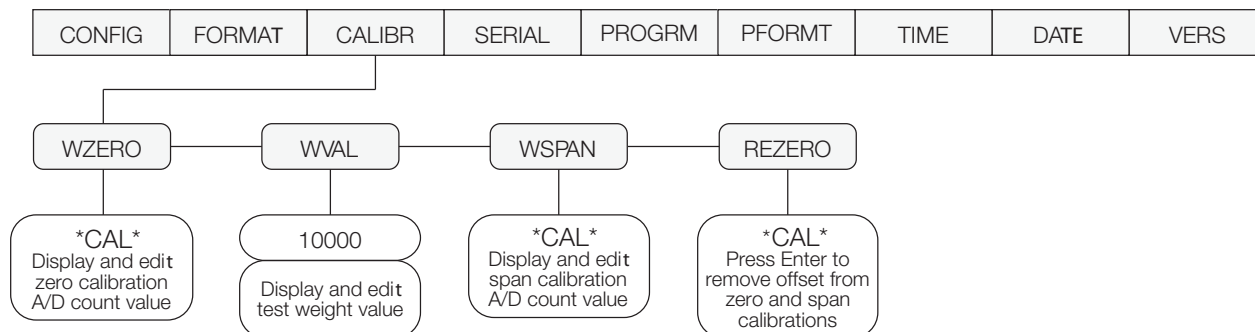 CONFIG FORMAT CALIBR SERIAL PROGRM PFORMT TIME DATE VERS
WZERO WVAL WSPAN REZERO
*CAL*
Display and edit
zero calibration
A/D count value
10000
Display and edit
test weight value
*CAL*
Display and edit
span calibration
A/D count value
*CAL*
Press Enter to
remove offset from
zero and span
calibrations